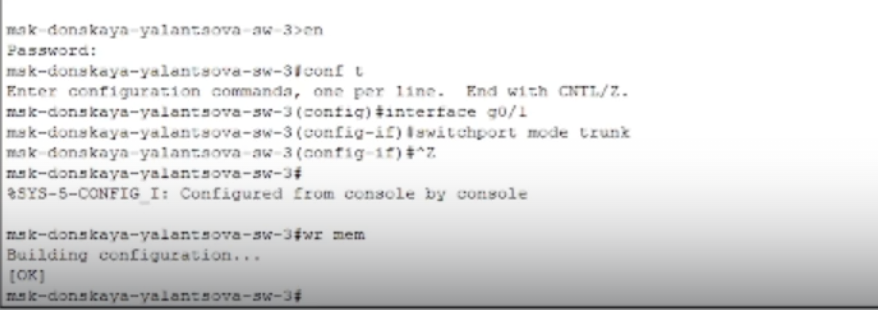 msk-donskaya-yalantsova-sw-3>en
Password:
msk-donskaya-yalantsova-sw-3#conf t
Enter configuration commands, one per line.  End with CNTL/Z.
msk-donskaya-yalantsova-sw-3(config)#interface g0/1
msk-donskaya-yalantsova-sw-3(config-if)#switchport mode trunk
msk-donskaya-yalantsova-sw-3(config-if)#^Z
msk-donskaya-yalantsova-sw-3#
%SYS-5-CONFIG_I: Configured from console by console
msk-donskaya-yalantsova-sw-3#wr mem
Building configuration...
[OK]
msk-donskaya-yalantsova-sw-3#